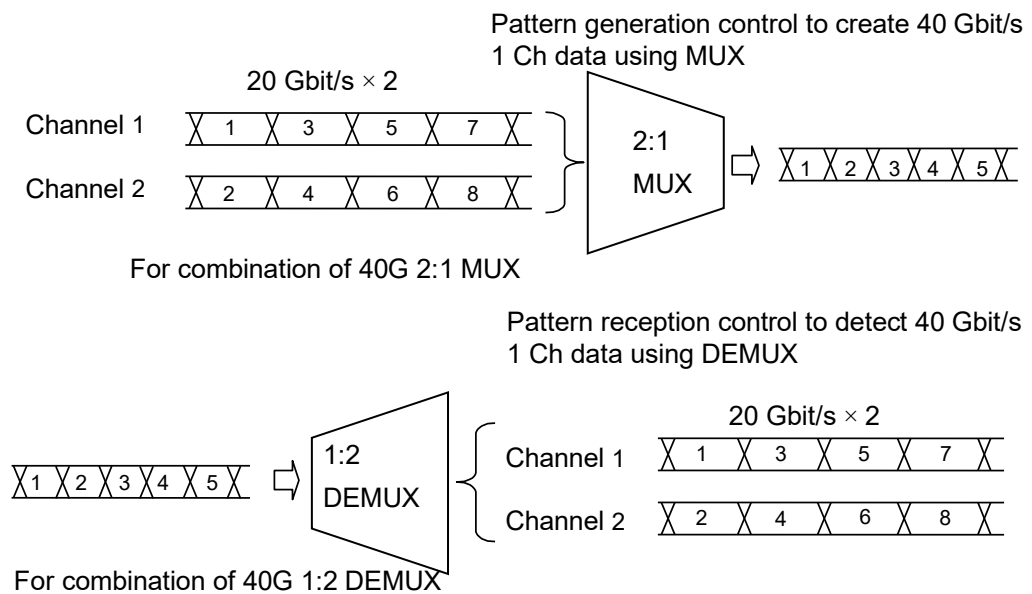 Pattern generation control to create 40 Gbit/s
1 Ch data using MUX
20 Gbit/s × 2
Channel 1
1 3 5 7
2:1
MUX
1 2 3 4 5
Channel 2
2 4 6 8
For combination of 40G 2:1 MUX
Pattern reception control to detect 40 Gbit/s
1 Ch data using DEMUX
20 Gbit/s × 2
1 2 3 4 5
1:2
DEMUX
Channel 1
1 3 5 7
Channel 2
2 4 6 8
For combination of 40G 1:2 DEMUX